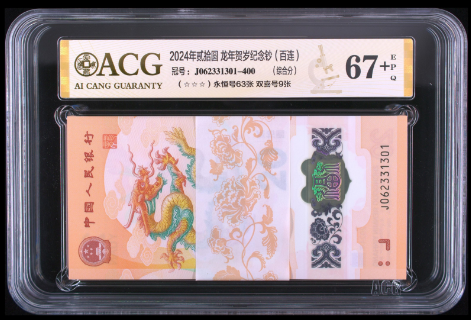 ACG
AI CANG GUARANTY
2024年贰拾圆 龙年贺岁纪念钞（百连）
冠号：J062331301-400 （综合分）
（☆☆☆）永恒号63张 双喜号9张
67+
EPQ
中国人民银行
J062331301
ACG